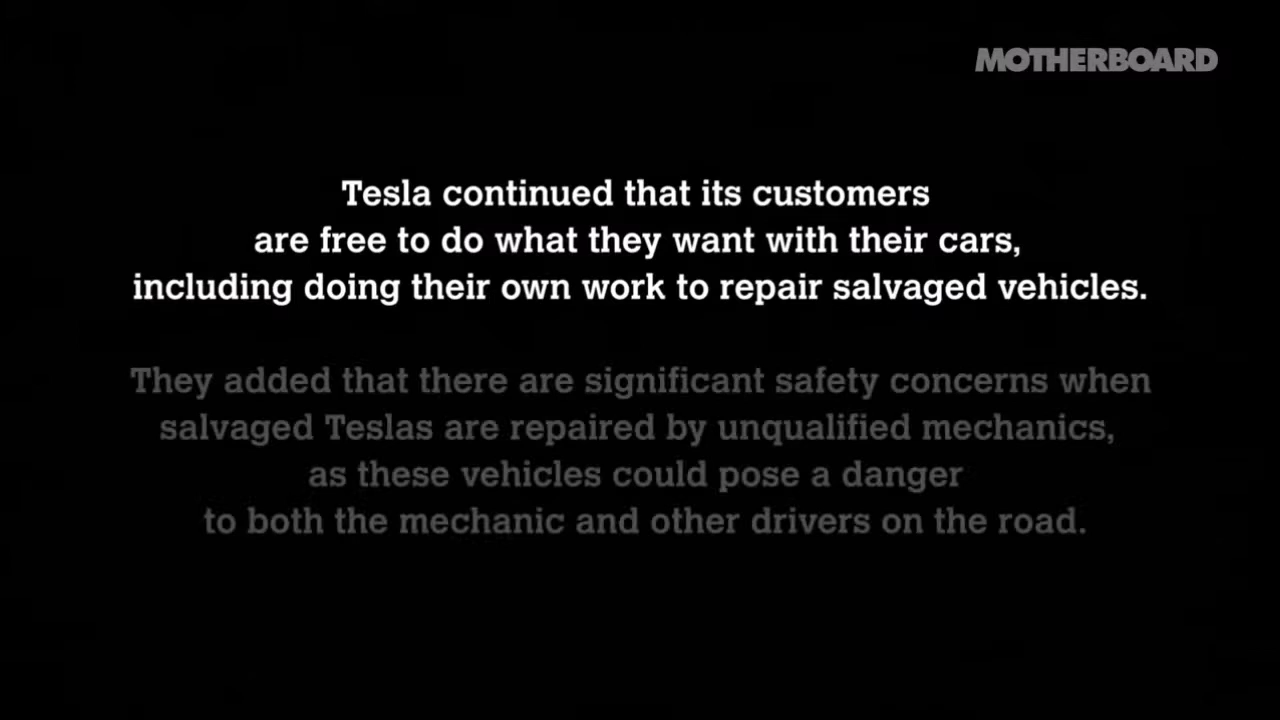 MOTHERBOARD
Tesla continued that its customers
are free to do what they want with their cars,
including doing their own work to repair salvaged vehicles.
They added that there are significant safety concerns when
salvaged Teslas are repaired by unqualified mechanics,
as these vehicles could pose a danger
to both the mechanic and other drivers on the road.